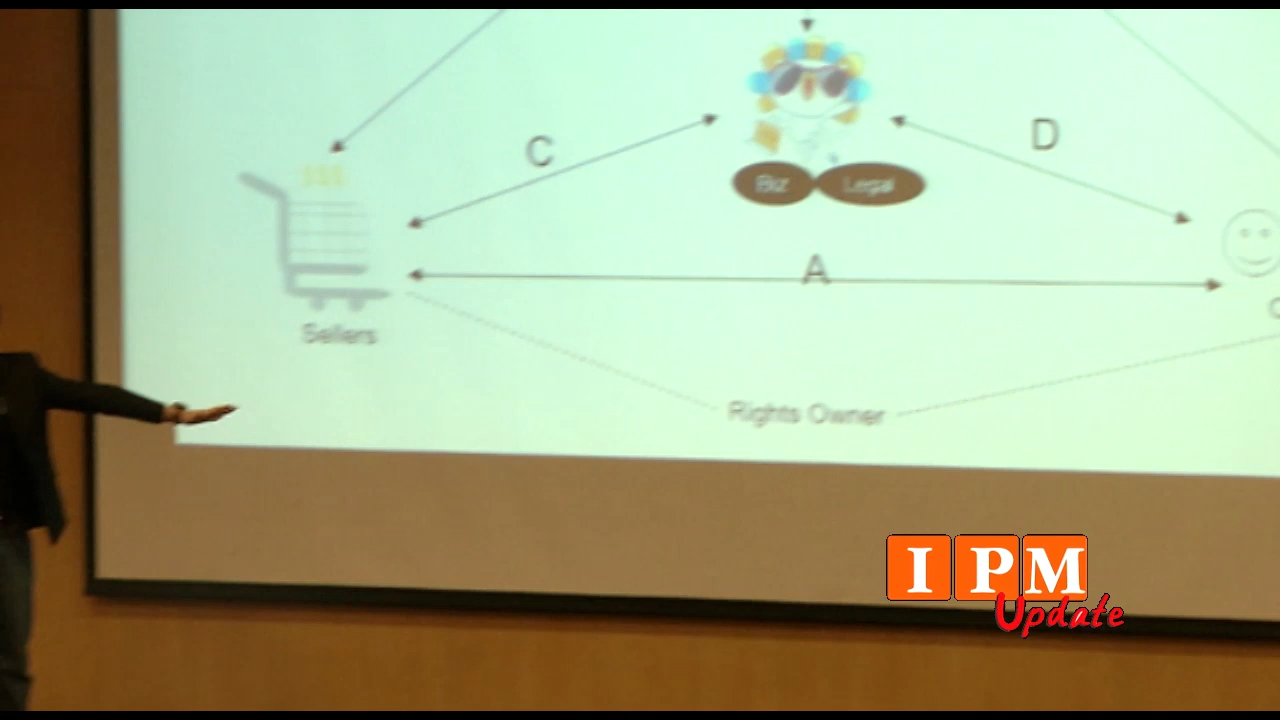 C
D
Biz
Legal
A
Sellers
Rights Owner
I P M
Update